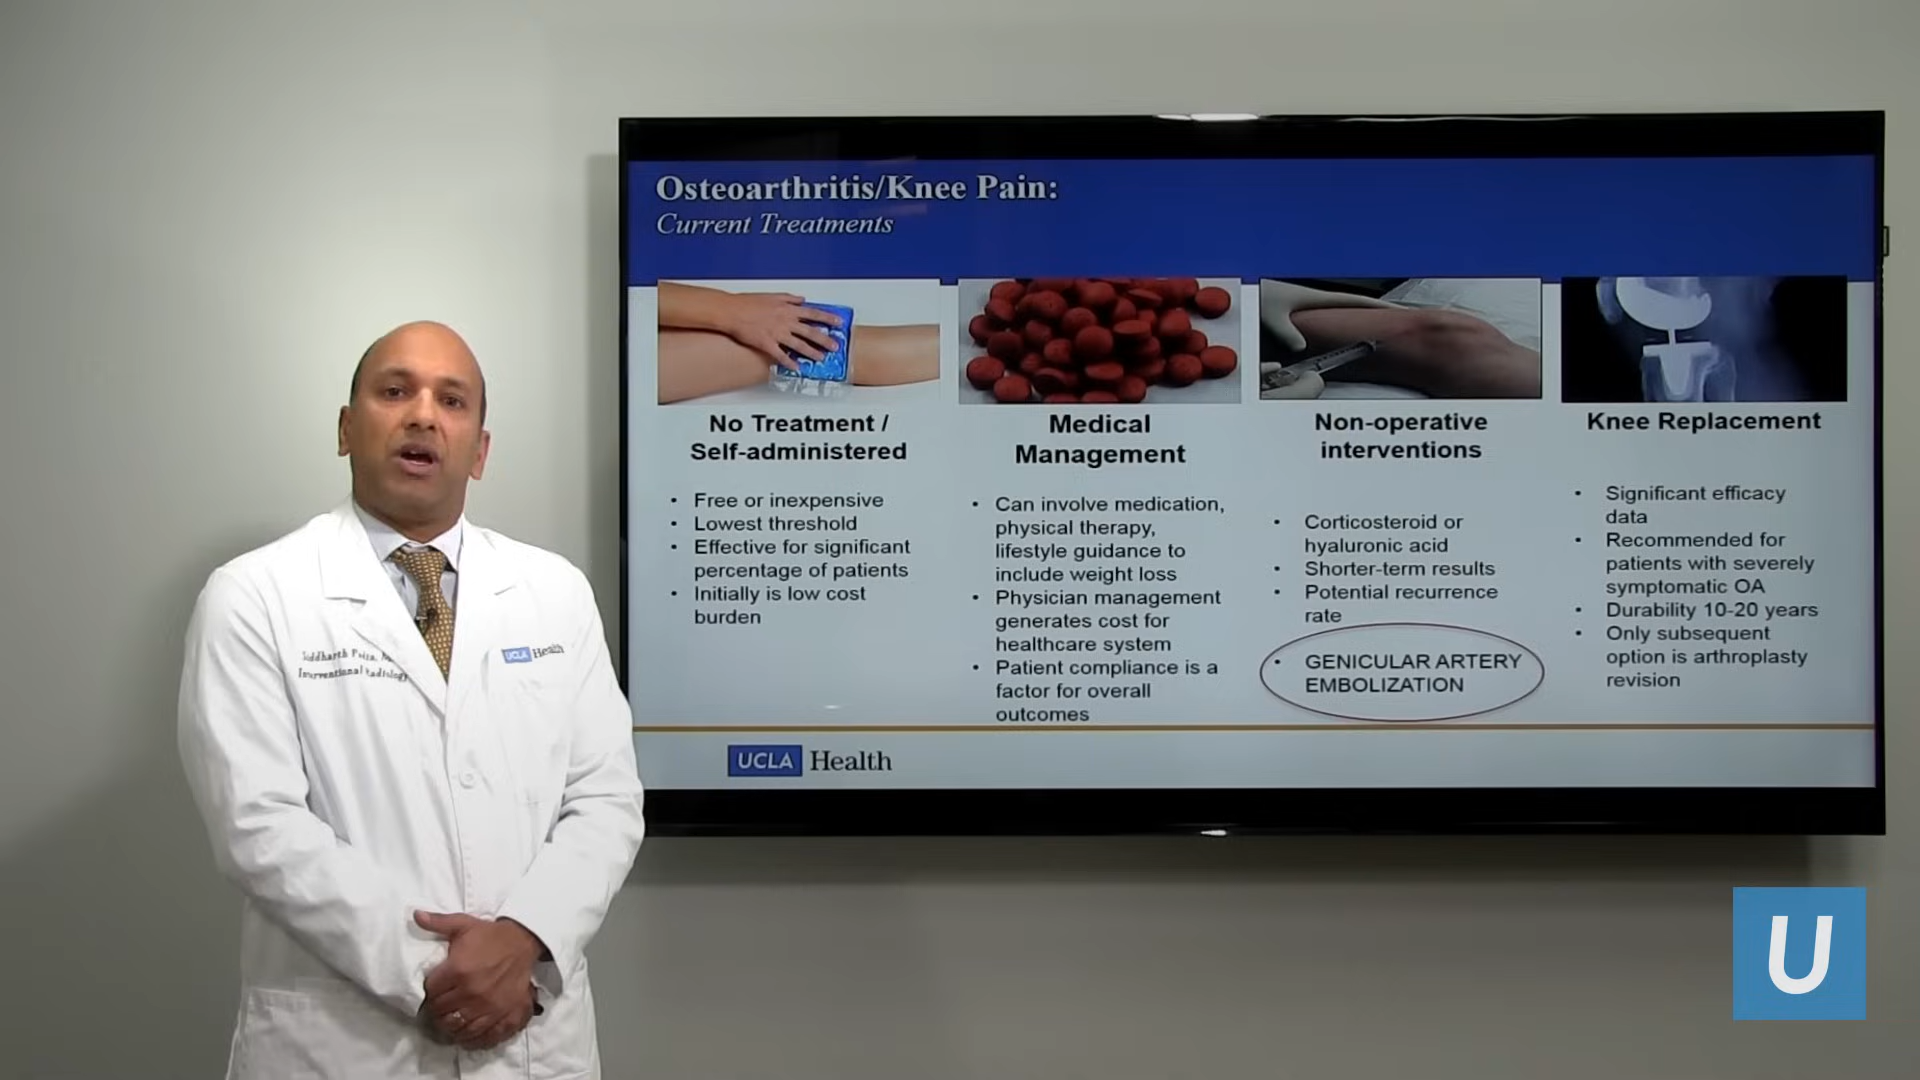 Osteoarthritis/Knee Pain:
Current Treatments
No Treatment /
Self-administered
• Free or inexpensive
• Lowest threshold
• Effective for significant
percentage of patients
• Initially is low cost
burden
Medical
Management
• Can involve medication,
physical therapy,
lifestyle guidance to
include weight loss
• Physician management
generates cost for
healthcare system
• Patient compliance is a
factor for overall
outcomes
Non-operative
interventions
• Corticosteroid or
hyaluronic acid
• Shorter-term results
• Potential recurrence
rate
• GENICULAR ARTERY
EMBOLIZATION
Knee Replacement
• Significant efficacy
data
• Recommended for
patients with severely
symptomatic OA
• Durability 10-20 years
• Only subsequent
option is arthroplasty
revision
UCLA Health
Siddharth
Interventional Radiology
UCLA Health
U